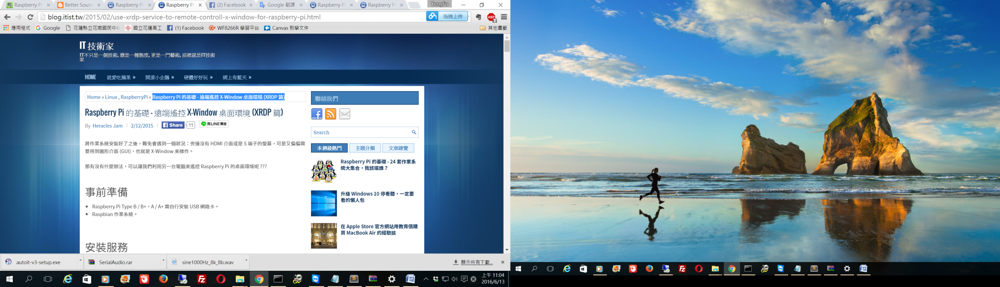 Raspberry Pi
Better Soun
Raspberry Pi
Raspberry Pi
(2) Facebook
Google 翻譯
Raspberry Pi
Raspberry Pi
YungFu
blog.itist.tw/2015/02/use-xrdp-service-to-remote-controll-x-window-for-raspberry-pi.html
拖拽上传
ABP
2
應用程式
Google
花蓮縣立花崗國民中
國立花蓮高工
(1) Facebook
WF8266R 學習平台
Canvas 教學文件
其他書籤
IT 技術家
IT不只是一個技術, 還是一種態度, 更是一門藝術, 這裡就是IT技術
家
HOME
就愛吃蘋果 »
開源小企鵝 »
硬體好好玩 »
網上有藍天 »
Home » Linux , RaspberryPi » Raspberry Pi 的基礎 - 遠端遙控 X-Window 桌面環境 (XRDP 篇)
Raspberry Pi 的基礎 - 遠端遙控 X-Window 桌面環境 (XRDP 篇)
By Heracles Jam
2/12/2015
Share
11
用LINE傳送
將作業系統安裝好了之後，難免會遇到一個狀況：旁邊沒有 HDMI 介面或是 S 端子的螢幕，可是又偏偏需
要用到圖形介面 (GUI)，也就是 X-Window 來操作。
那有沒有什麼辦法，可以讓我們利用另一台電腦來遙控 Raspberry Pi 的桌面環境呢 ???
事前準備
Raspberry Pi Type B / B+，A / A+ 需自行安裝 USB 網路卡。
Raspbian 作業系統。
安裝服務
聯絡我們
Search
本週最熱門
主題分類
文章總覽
Raspberry Pi 的基礎 - 24 套作業系
統大集合，我該選誰？
升級 Windows 10 停看聽，一定要
看的懶人包
在 Apple Store 官方網站用教育價購
買 MacBook Air 的經驗談
autoit-v3-setup.exe
SerialAudio.rar
sine1000Hz_8k_8b.wav
顯示所有下載...
上午 11:04
2016/6/13